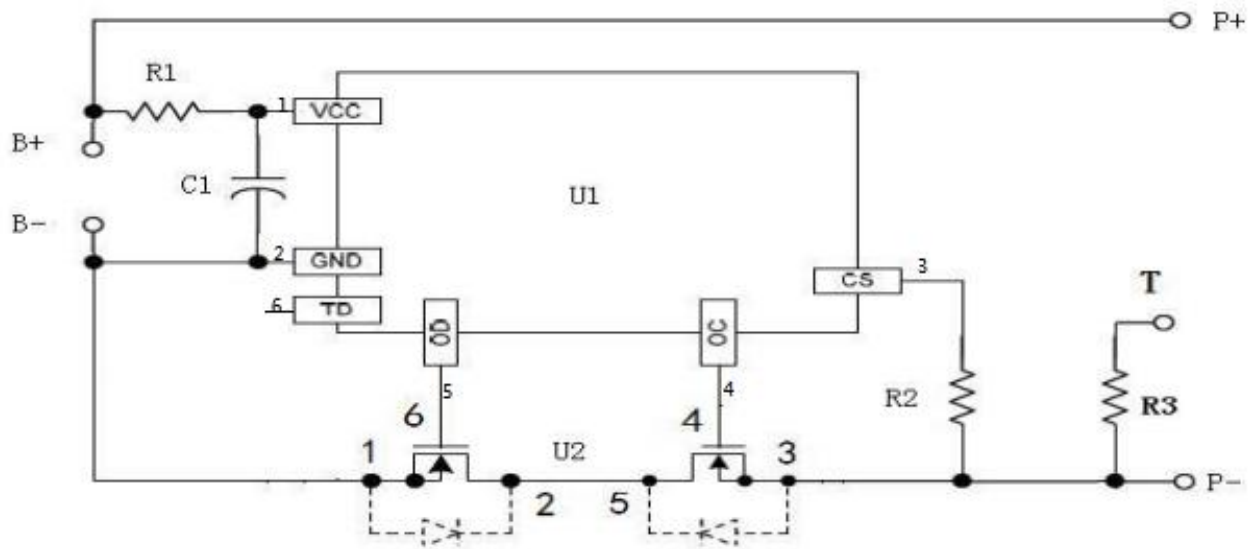 P+
R1
1
VCC
B+
C1
U1
B-
2
GND
CS
3
6
TD
T
OD
OC
5
4
R2
R3
6
4
1
U2
3
2
5
P-